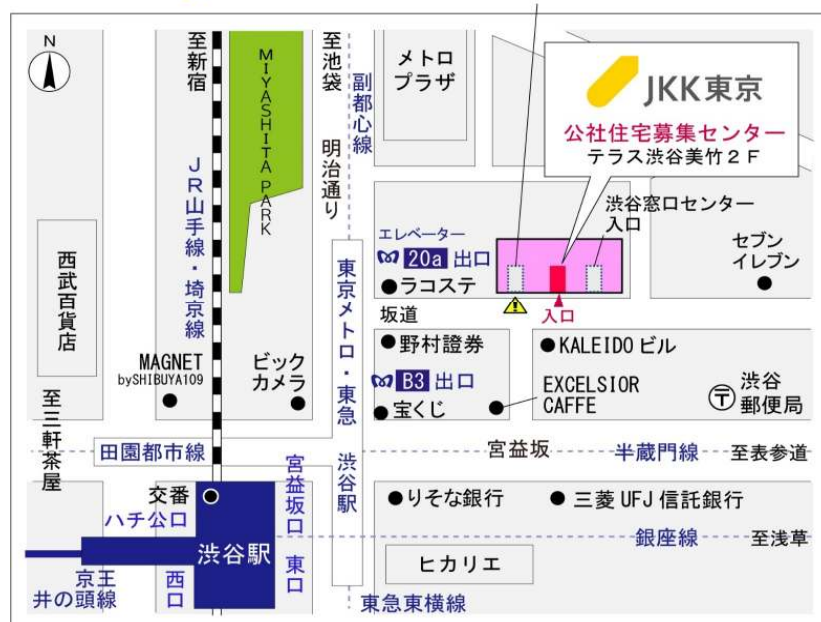 N
至新宿
MIYASHITA PARK
至池袋
副都心線
明治通り
メトロ
プラザ
JKK東京
公社住宅募集センター
テラス渋谷美竹2F
JR山手線・埼京線
西武百貨店
エレベーター
20a 出口
ラコステ
渋谷窓口センター
入口
セブン
イレブン
坂道
入口
東京メトロ・東急 渋谷駅
MAGNET
bySHIBUYA109
ビック
カメラ
野村證券
KALEIDO ビル
B3 出口
宝くじ
EXCELSIOR
CAFFE
渋谷
郵便局
至三軒茶屋
田園都市線
宮益坂
半蔵門線
至表参道
交番
ハチ公口
宮益坂口
りそな銀行
三菱UFJ信託銀行
渋谷駅
銀座線
至浅草
京王
井の頭線
西口
東口
ヒカリエ
東急東横線